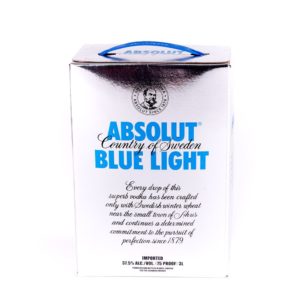 ABSOLUT
Country of Sweden
BLUE LIGHT
Every drop of this
superb vodka has been crafted
only with Swedish winter wheat
near the small town of Åhus
and continues a determined
commitment to the pursuit of
perfection since 1879.
IMPORTED
37.5% ALC./VOL · 75 PROOF · 3L